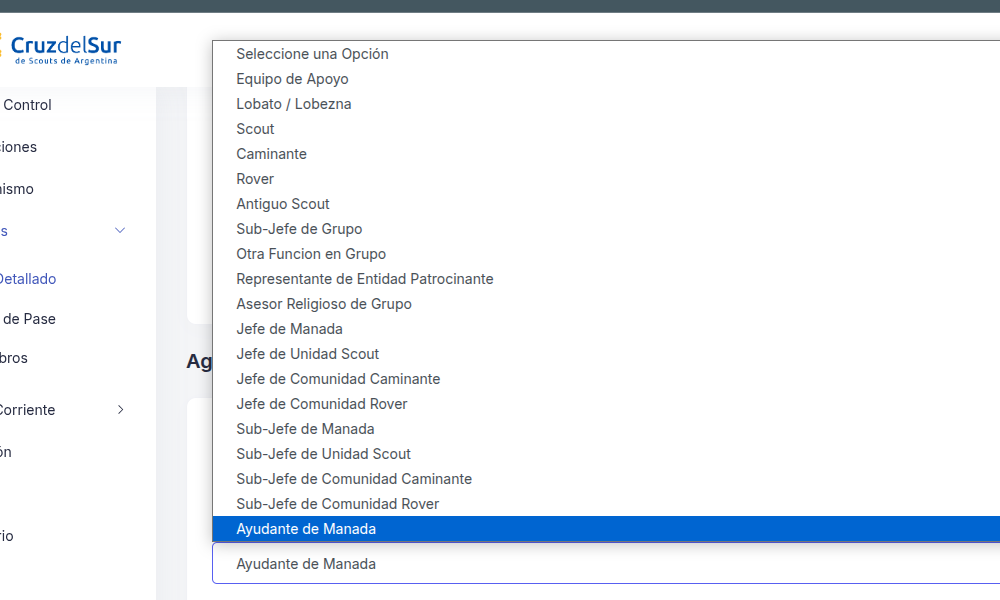 CruzdelSur
de Scouts de Argentina
Control
ciones
ismo
s
Detallado
de Pase
bros
Corriente
ón
rio
Seleccione una Opción
Equipo de Apoyo
Lobato / Lobezna
Scout
Caminante
Rover
Antiguo Scout
Sub-Jefe de Grupo
Otra Funcion en Grupo
Representante de Entidad Patrocinante
Asesor Religioso de Grupo
Jefe de Manada
Jefe de Unidad Scout
Jefe de Comunidad Caminante
Jefe de Comunidad Rover
Sub-Jefe de Manada
Sub-Jefe de Unidad Scout
Sub-Jefe de Comunidad Caminante
Sub-Jefe de Comunidad Rover
Ayudante de Manada
Ag
Ayudante de Manada